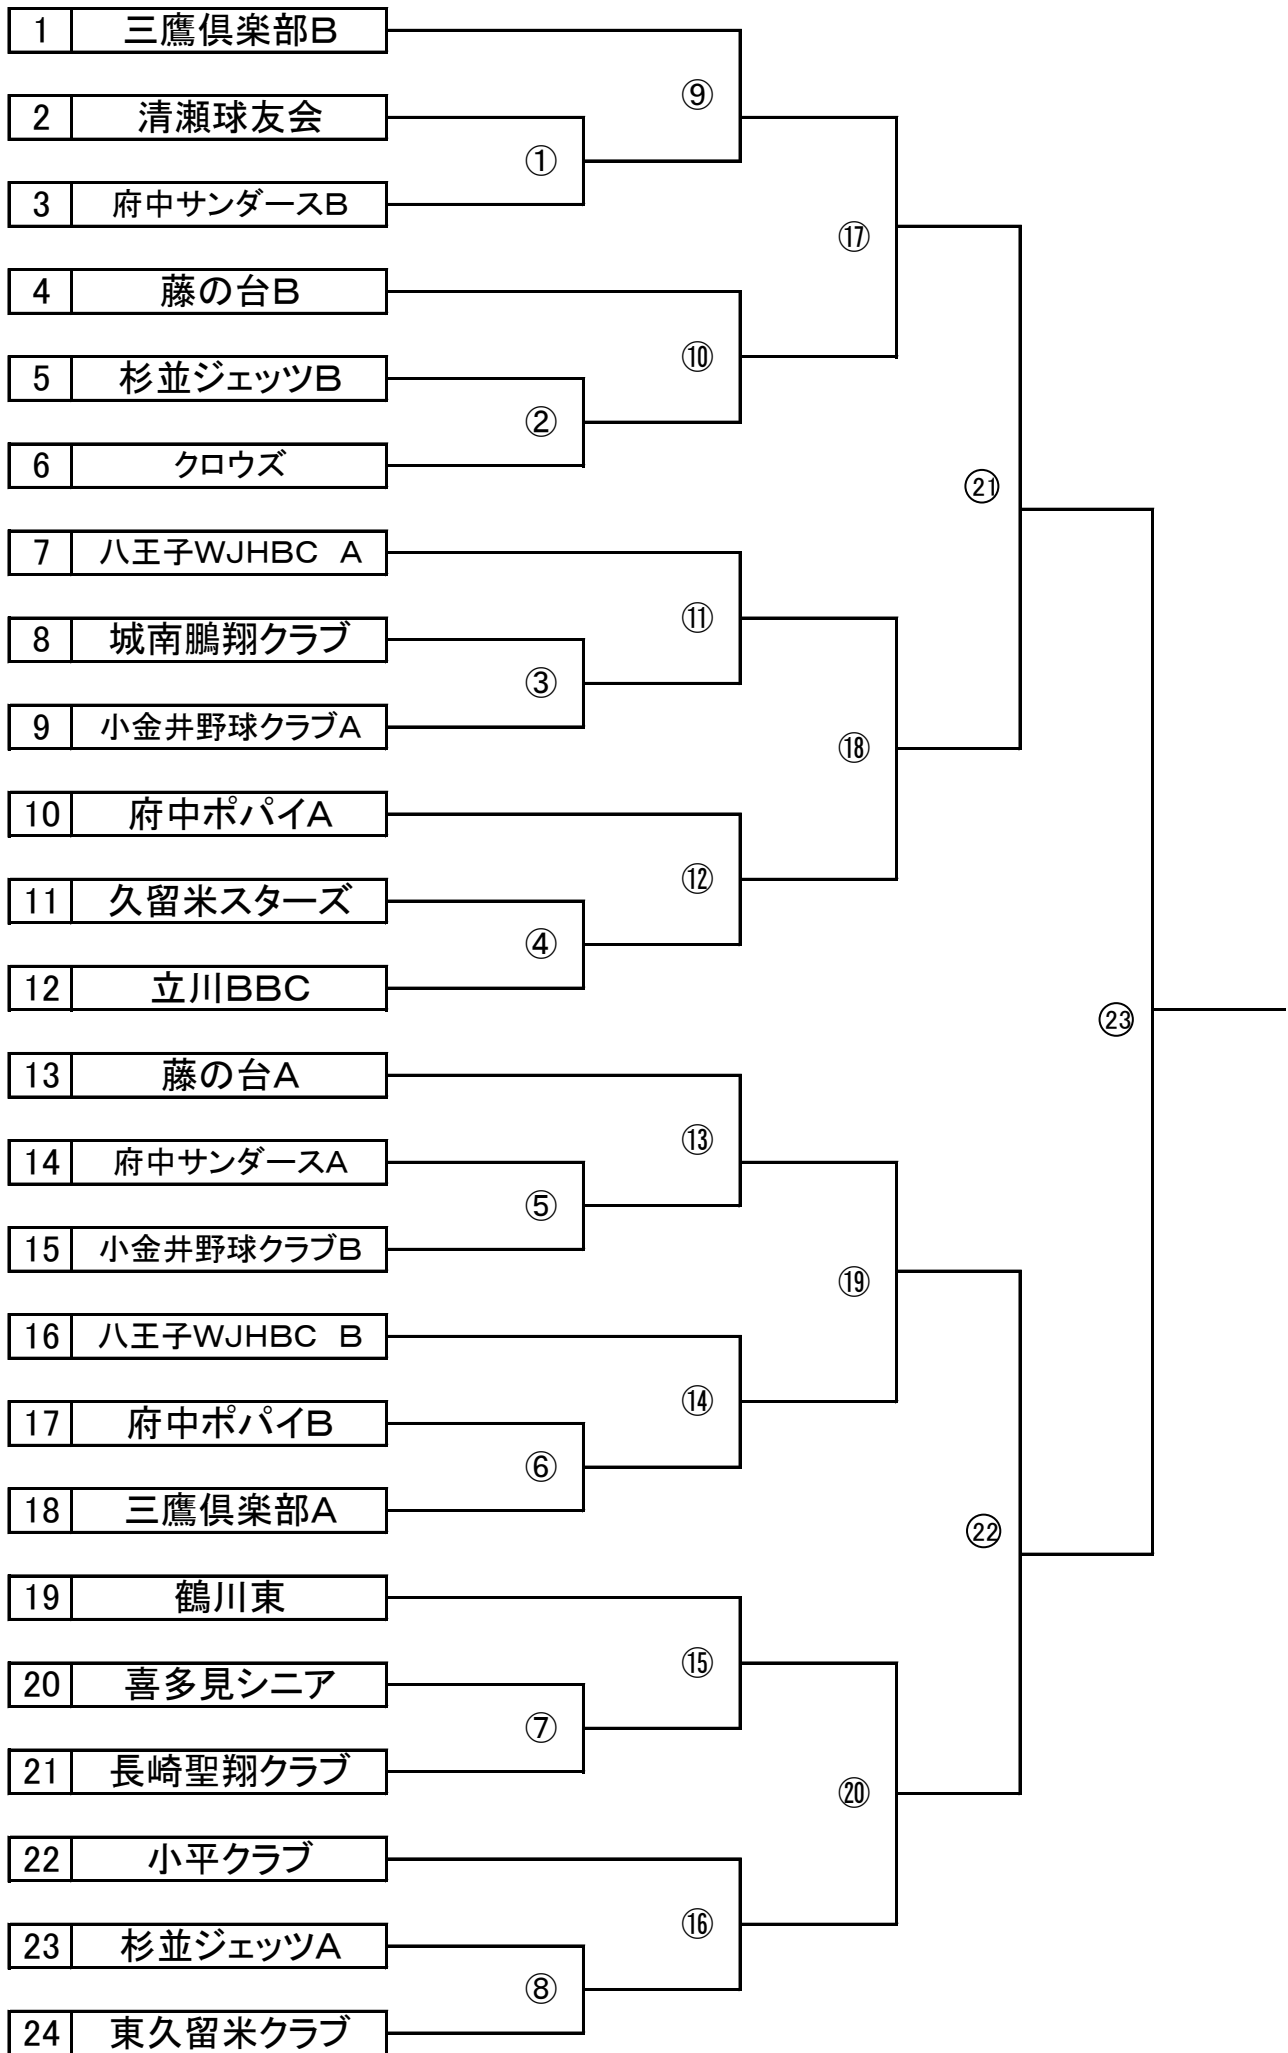 1 三鷹倶楽部B
⑨
2 清瀬球友会
①
3 府中サンダースB
⑰
4 藤の台B
⑩
5 杉並ジェッツB
②
6 クロウズ
㉑
7 八王子WJHBC A
⑪
8 城南鵬翔クラブ
③
9 小金井野球クラブA
⑱
10 府中ポパイA
⑫
11 久留米スターズ
④
12 立川BBC
㉓
13 藤の台A
⑬
14 府中サンダースA
⑤
15 小金井野球クラブB
⑲
16 八王子WJHBC B
⑭
17 府中ポパイB
⑥
18 三鷹倶楽部A
㉒
19 鶴川東
⑮
20 喜多見シニア
⑦
21 長崎聖翔クラブ
⑳
22 小平クラブ
⑯
23 杉並ジェッツA
⑧
24 東久留米クラブ